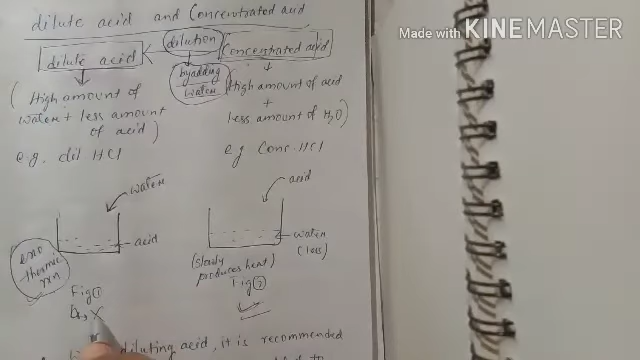 Made with KINEMASTER
dilute acid and Concentrated acid
dilute acid
dilution
Concentrated acid
by adding
water
(High amount of
water + less amount
of acid)
e.g. dil HCl
High amount of acid
+
less amount of H2O)
e.g Conc. HCl
water
acid
exo
thermic
rxn
Fig ①
X
acid
water
(less)
(slowly
produces heat)
diluting acid, it is recommended